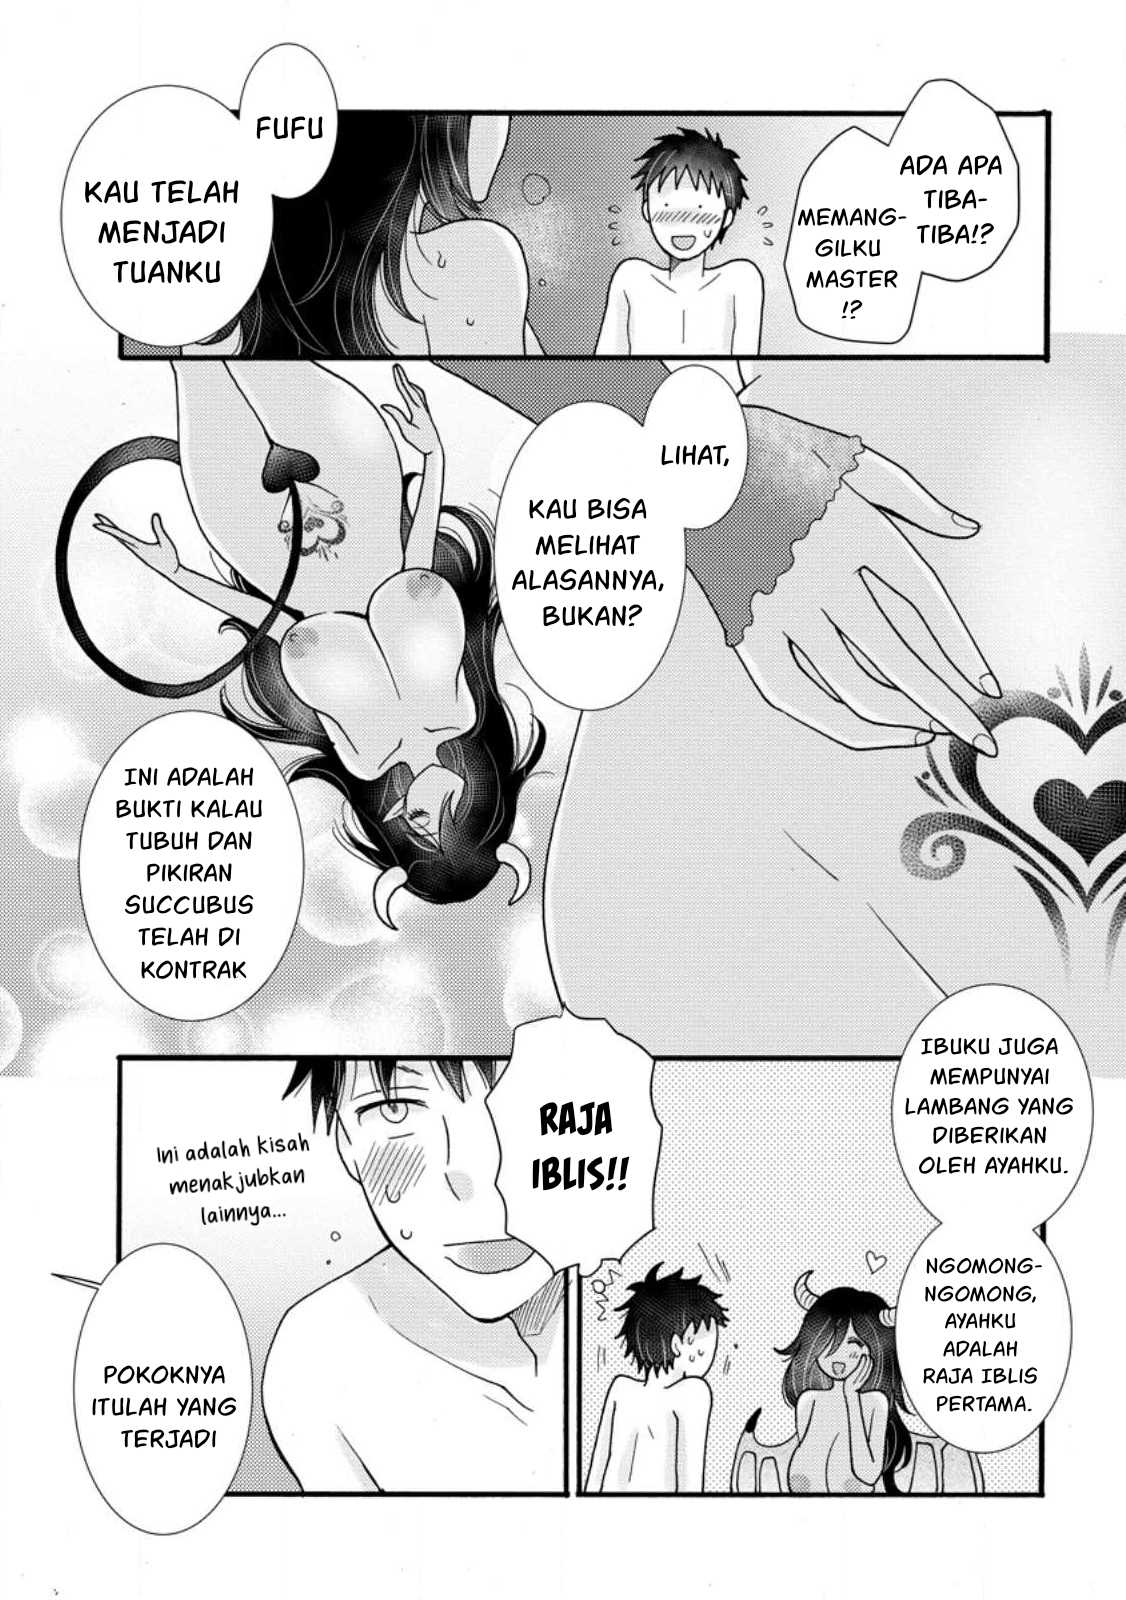 ADA APA
TIBA-
TIBA!?
MEMANG-
GILKU
MASTER
!?
FUFU
KAU TELAH
MENJADI
TUANKU
LIHAT,
KAU BISA
MELIHAT
ALASANNYA,
BUKAN?
INI ADALAH
BUKTI KALAU
TUBUH DAN
PIKIRAN
SUCCUBUS
TELAH DI
KONTRAK
IBUKU JUGA
MEMPUNYAI
LAMBANG YANG
DIBERIKAN
OLEH AYAHKU.
NGOMONG-
NGOMONG,
AYAHKU
ADALAH
RAJA IBLIS
PERTAMA.
RAJA
IBLIS!!
Ini adalah kisah
menakjubkan
lainnya...
POKOKNYA
ITULAH YANG
TERJADI